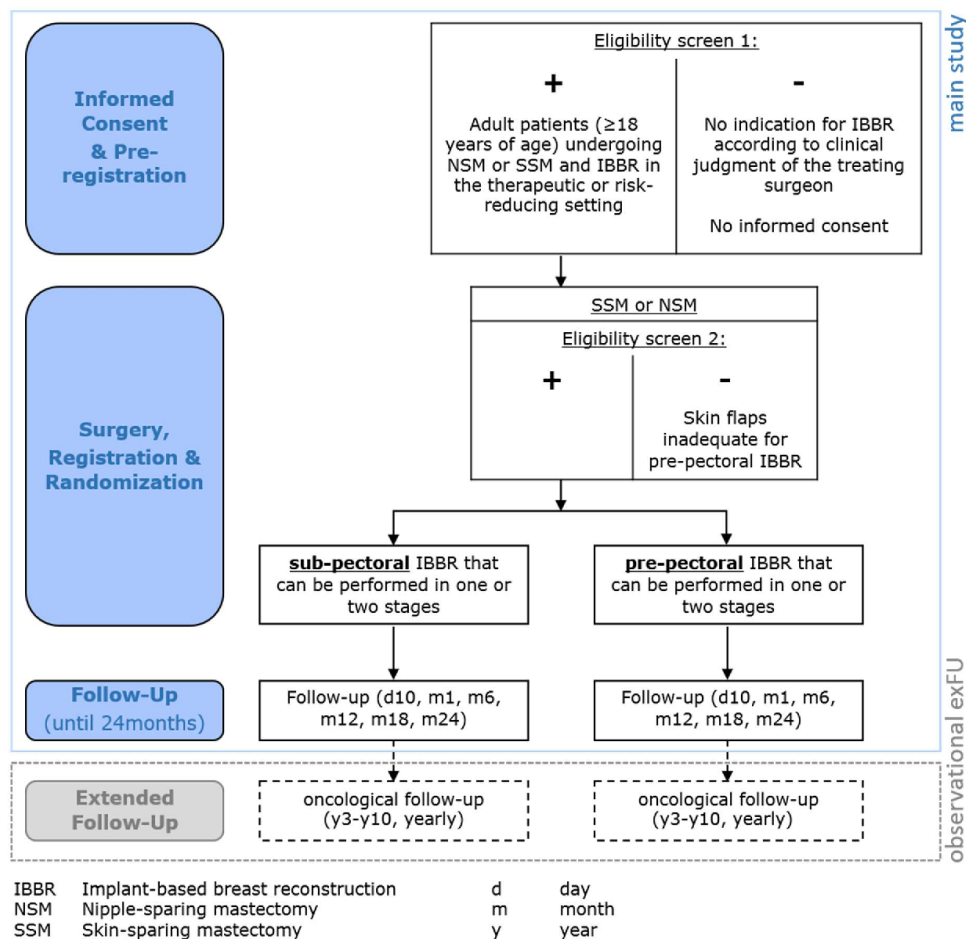 main study
Informed
Consent
& Pre-
registration
Eligibility screen 1:
+
Adult patients (≥18
years of age) undergoing
NSM or SSM and IBBR in
the therapeutic or risk-
reducing setting
-
No indication for IBBR
according to clinical
judgment of the treating
surgeon
No informed consent
Surgery,
Registration &
Randomization
SSM or NSM
Eligibility screen 2:
+
-
Skin flaps
inadequate for
pre-pectoral IBBR
sub-pectoral IBBR that
can be performed in one or
two stages
pre-pectoral IBBR that
can be performed in one or
two stages
Follow-Up
(until 24months)
Follow-up (d10, m1, m6,
m12, m18, m24)
Follow-up (d10, m1, m6,
m12, m18, m24)
observational exFU
Extended
Follow-Up
oncological follow-up
(y3-y10, yearly)
oncological follow-up
(y3-y10, yearly)
IBBR Implant-based breast reconstruction d day
NSM Nipple-sparing mastectomy m month
SSM Skin-sparing mastectomy y year